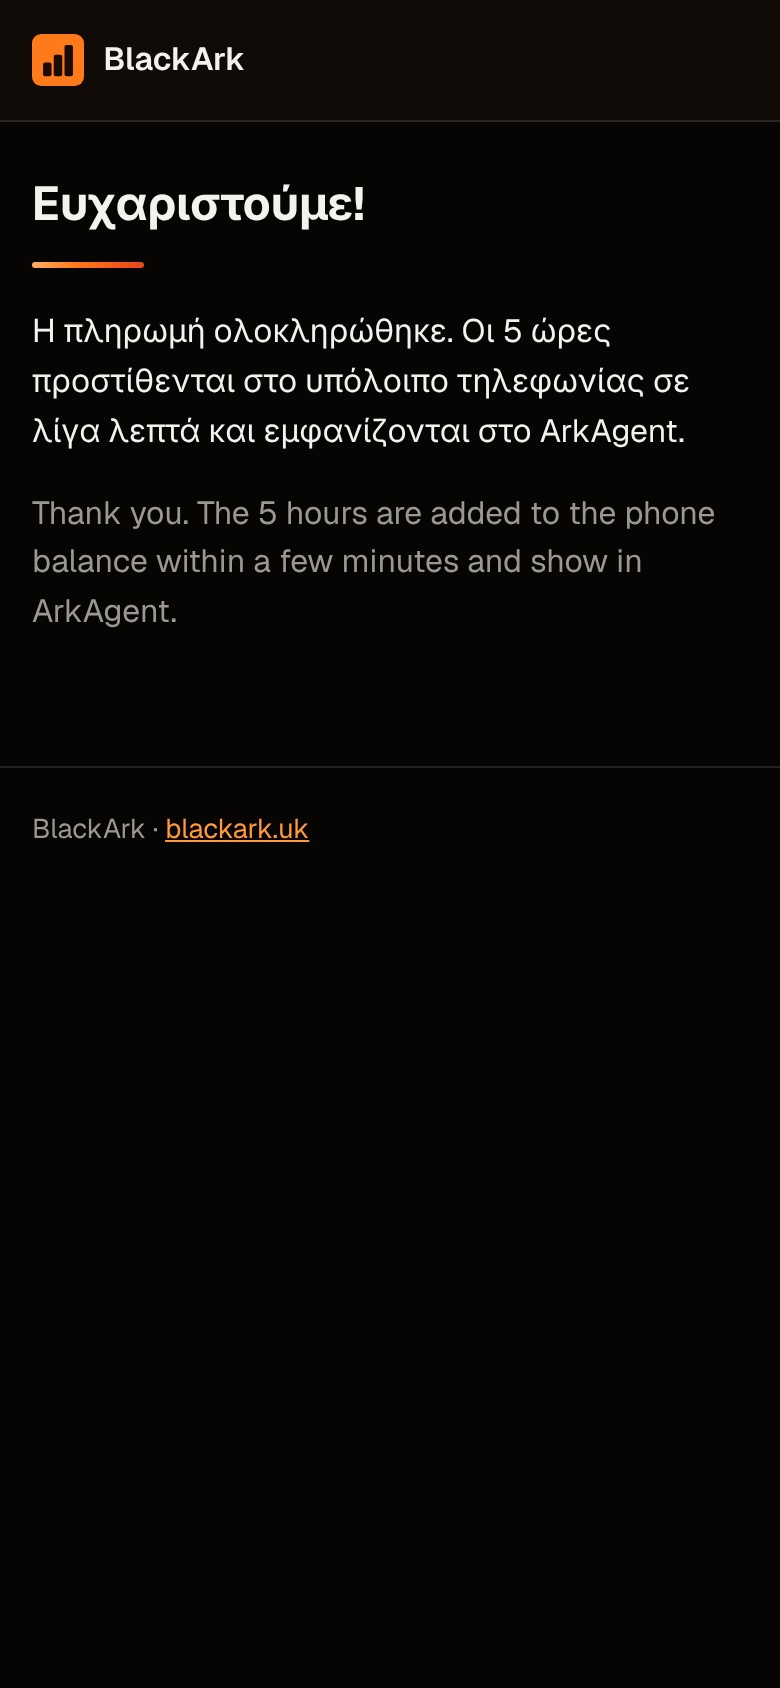 BlackArk
Ευχαριστούμε!
Η πληρωμή ολοκληρώθηκε. Οι 5 ώρες
προστίθενται στο υπόλοιπο τηλεφωνίας σε
λίγα λεπτά και εμφανίζονται στο ArkAgent.
Thank you. The 5 hours are added to the phone
balance within a few minutes and show in
ArkAgent.
BlackArk · blackark.uk